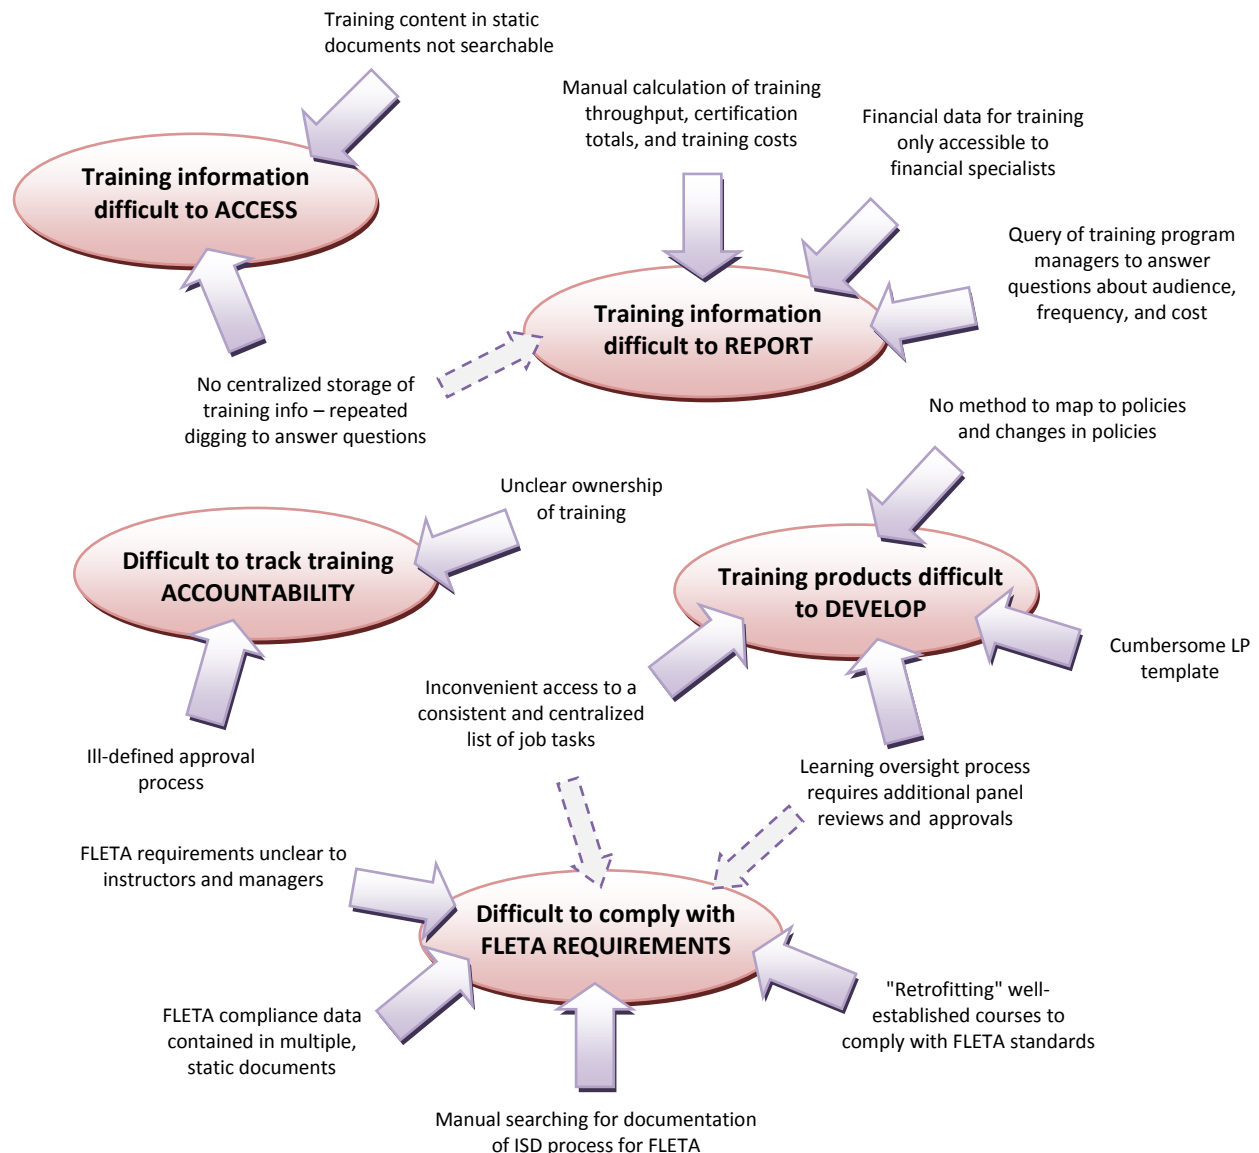 Training content in static
documents not searchable
Training information
difficult to ACCESS
Manual calculation of training
throughput, certification
totals, and training costs
Financial data for training
only accessible to
financial specialists
Query of training program
managers to answer
questions about audience,
frequency, and cost
Training information
difficult to REPORT
No centralized storage of
training info – repeated
digging to answer questions
No method to map to policies
and changes in policies
Unclear ownership
of training
Difficult to track training
ACCOUNTABILITY
Training products difficult
to DEVELOP
Cumbersome LP
template
Inconvenient access to a
consistent and centralized
list of job tasks
Ill-defined approval
process
Learning oversight process
requires additional panel
reviews and approvals
FLETA requirements unclear to
instructors and managers
Difficult to comply with
FLETA REQUIREMENTS
FLETA compliance data
contained in multiple,
static documents
"Retrofitting" well-
established courses to
comply with FLETA standards
Manual searching for documentation
of ISD process for FLETA